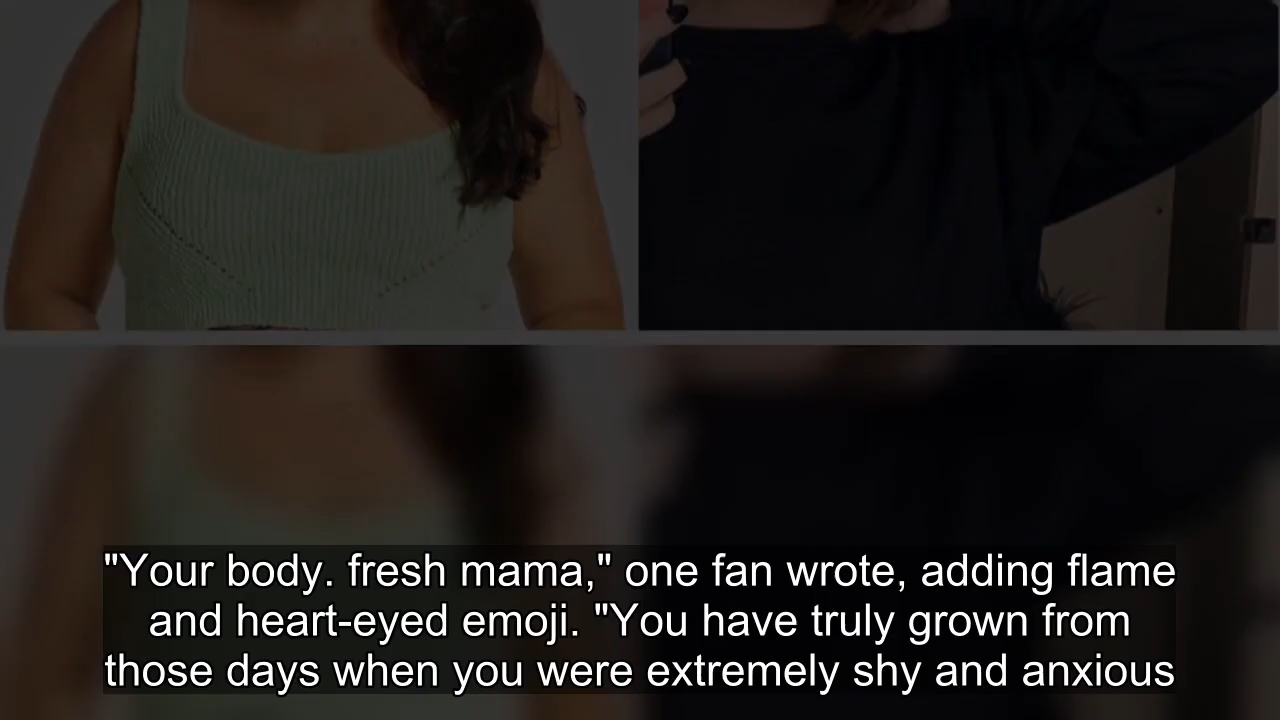 "Your body. fresh mama," one fan wrote, adding flame
and heart-eyed emoji. "You have truly grown from
those days when you were extremely shy and anxious